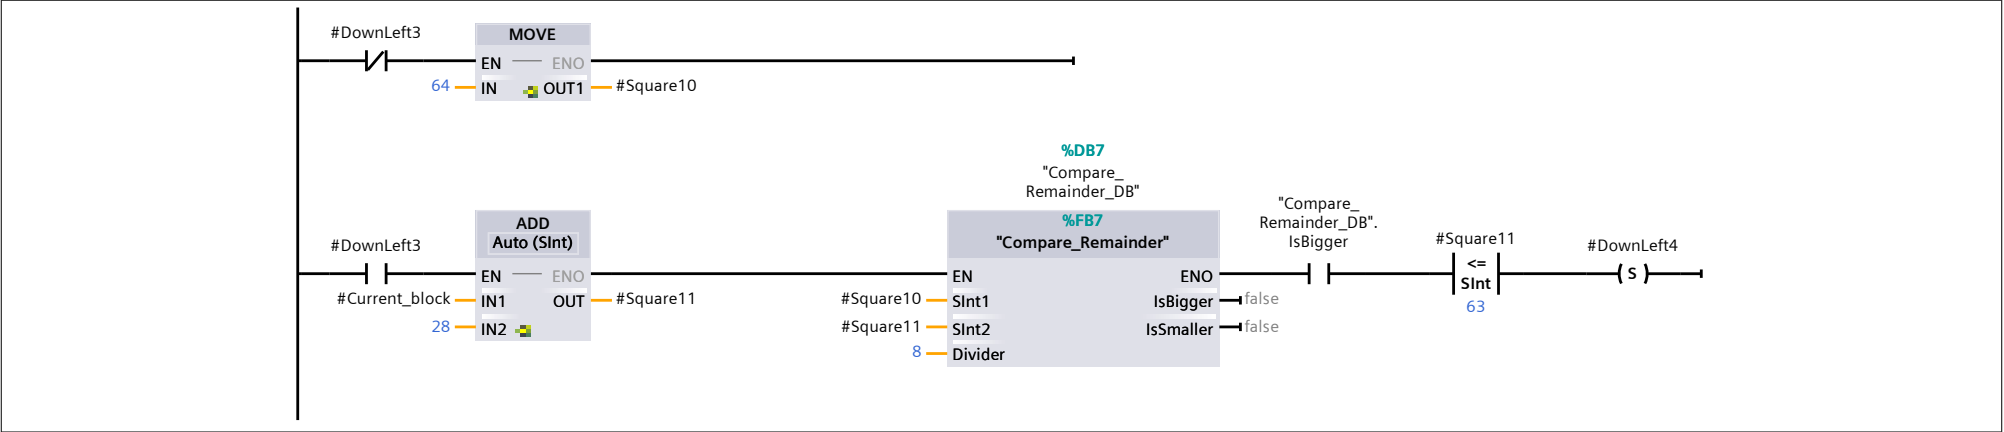 #DownLeft3
MOVE
EN ENO
64 IN OUT1 #Square10
%DB7
"Compare_
Remainder_DB"
#DownLeft3
ADD
Auto (SInt)
EN ENO
#Current_block IN1 OUT #Square11
28 IN2
%FB7
"Compare_Remainder"
EN ENO
#Square10 SInt1 IsBigger false
#Square11 SInt2 IsSmaller false
8 Divider
"Compare_
Remainder_DB".
IsBigger
#Square11
<=
SInt
63
#DownLeft4
S